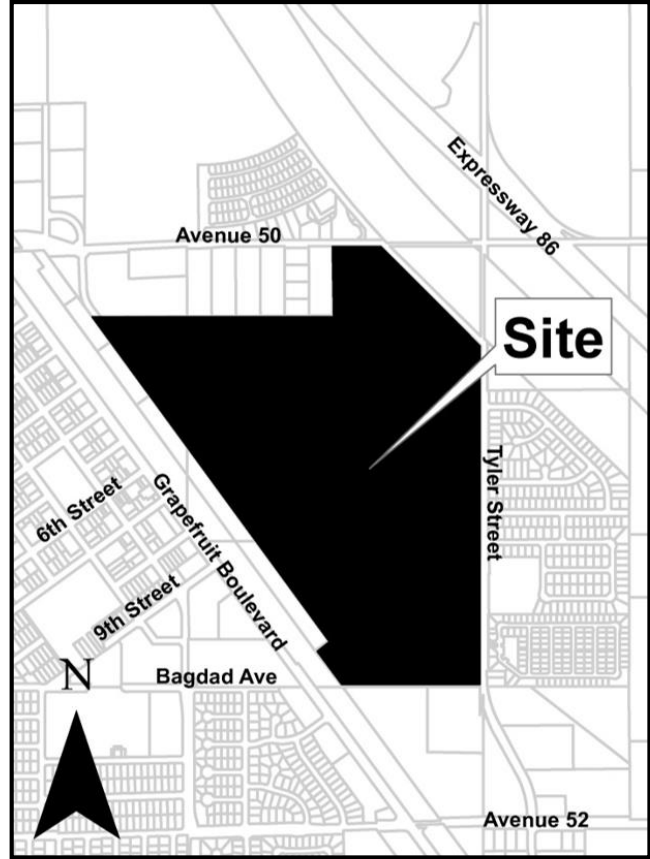 Expressway 86
Avenue 50
Site
Tyler Street
6th Street
Grapefruit Boulevard
9th Street
N
Bagdad Ave
Avenue 52